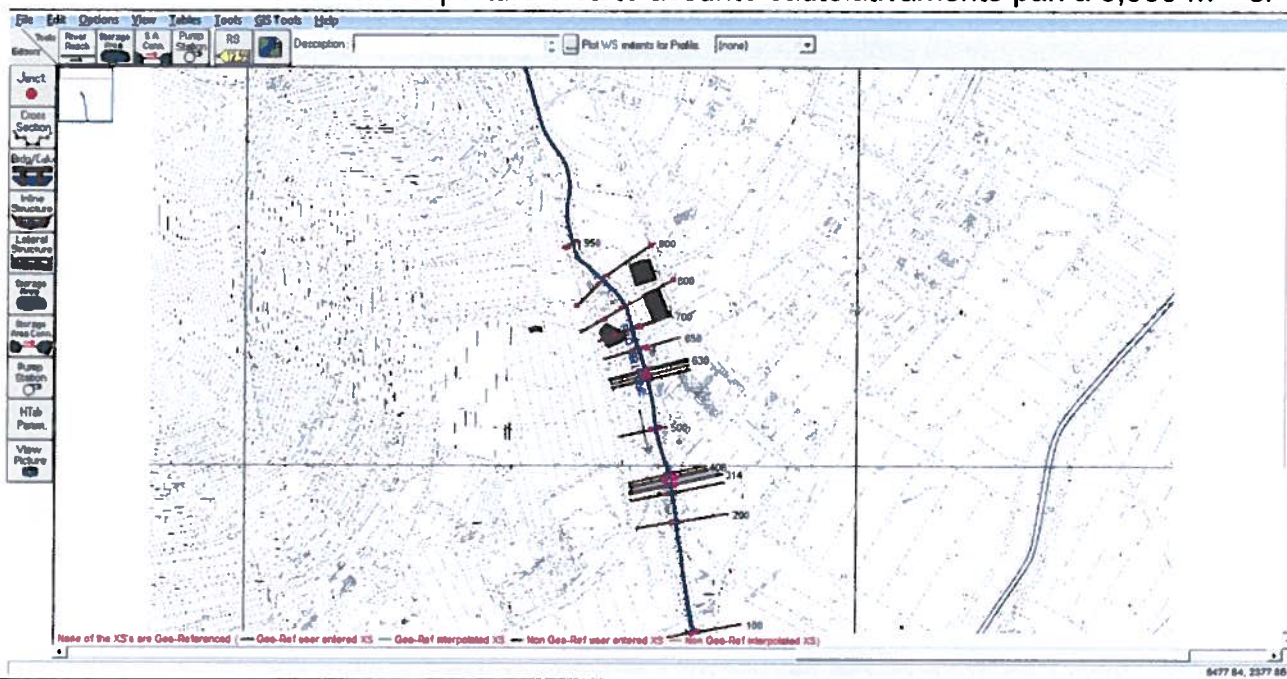 File Edit Options View Tables Tools GIS Tools Help
Editors Tools River Reach Storage Area S.A. Conn. Pump Station RS Description: Plot WS extents for Profile: (none)
Junct.
Cross Section
Brdg/Culv
Inline Structure
Lateral Structure
Storage Area
Storage Area Conn.
Pump Station
HTab Param.
View Picture
950
900
800
700
650
630
500
406
314
200
100
None of the XS's are Geo-Referenced ( Geo-Ref user entered XS Geo-Ref interpolated XS Non Geo-Ref user entered XS Non Geo-Ref interpolated XS)